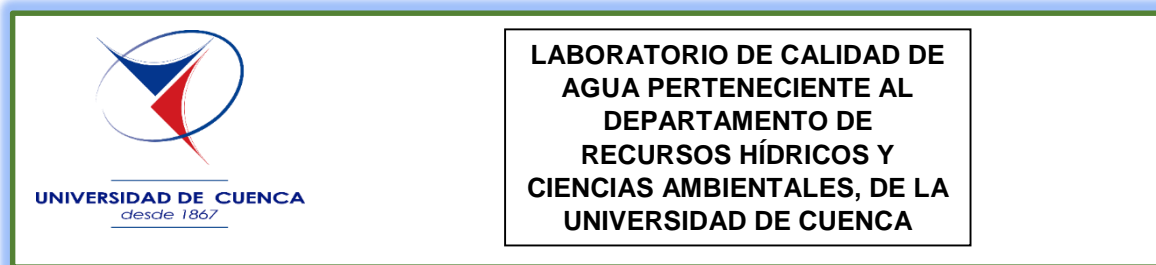 UNIVERSIDAD DE CUENCA
desde 1867
LABORATORIO DE CALIDAD DE
AGUA PERTENECIENTE AL
DEPARTAMENTO DE
RECURSOS HÍDRICOS Y
CIENCIAS AMBIENTALES, DE LA
UNIVERSIDAD DE CUENCA